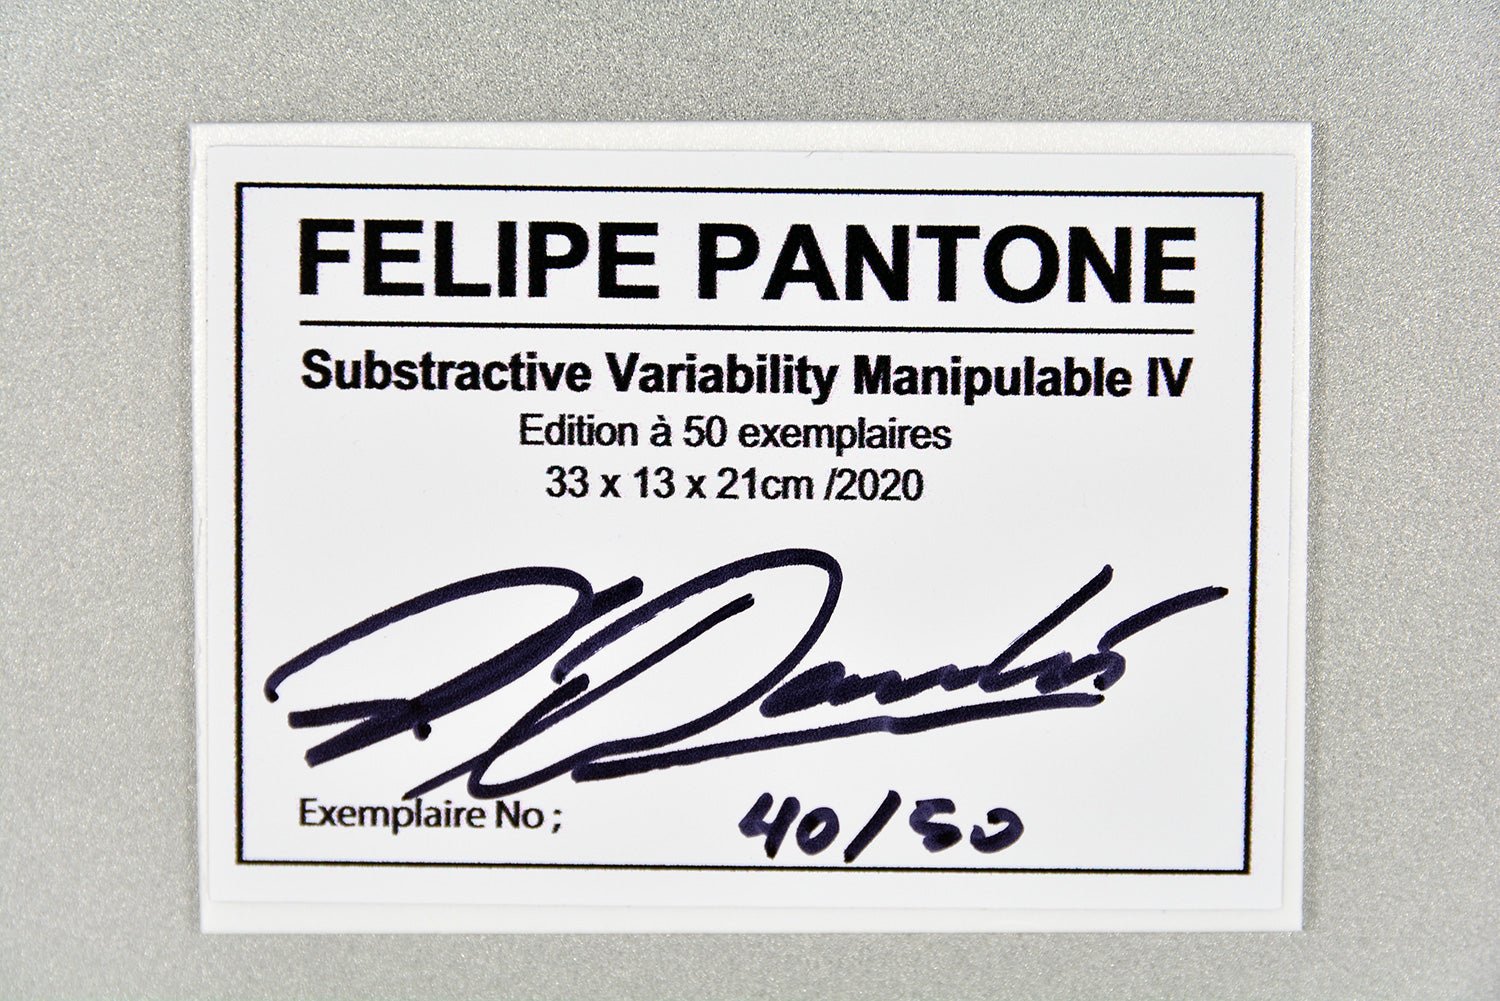 FELIPE PANTONE
Substractive Variability Manipulable IV
Edition à 50 exemplaires
33 x 13 x 21cm /2020
Exemplaire No ; 40/50